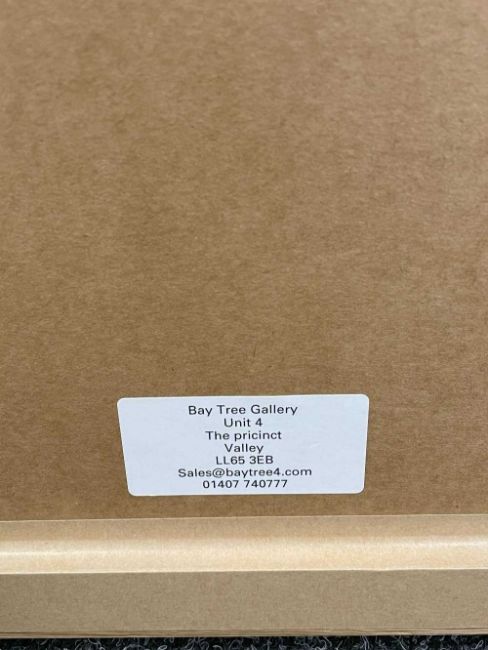 Bay Tree Gallery
Unit 4
The pricinct
Valley
LL65 3EB
Sales@baytree4.com
01407 740777